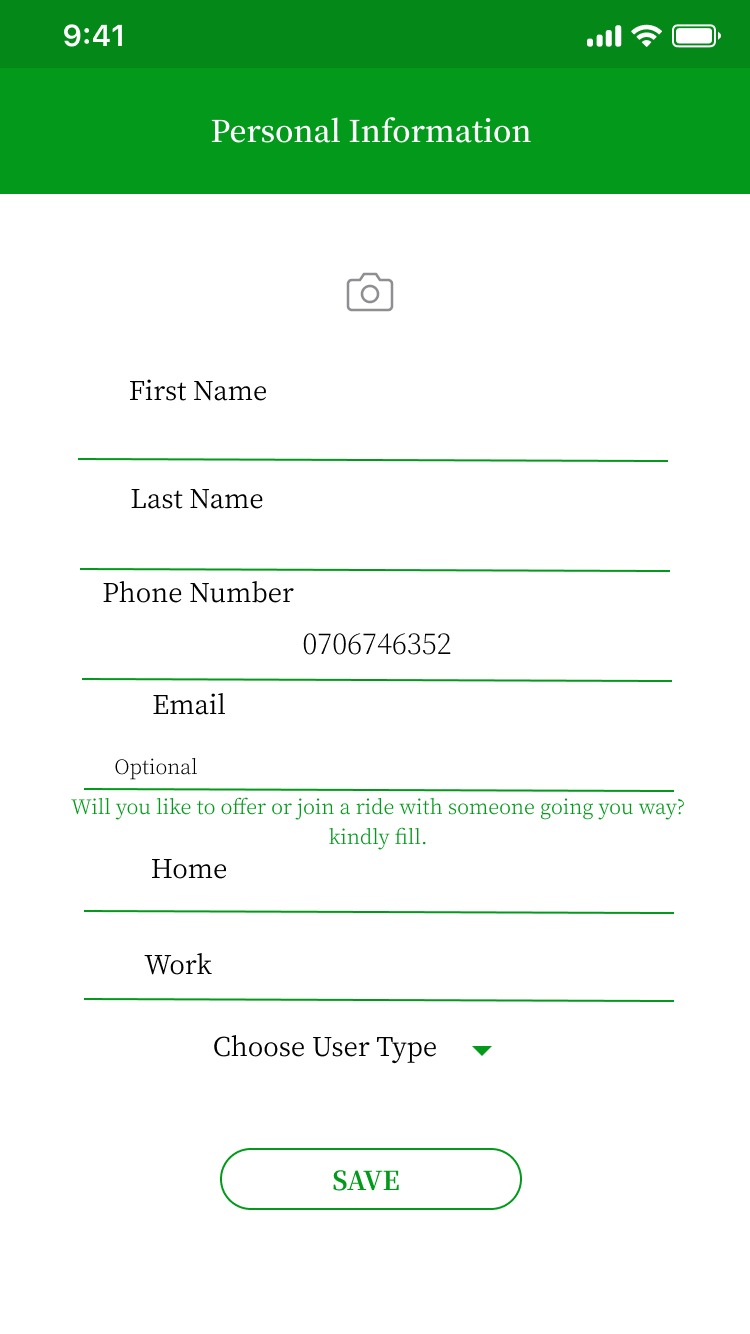 9:41
Personal Information
First Name
Last Name
Phone Number
0706746352
Email
Optional
Will you like to offer or join a ride with someone going you way?
kindly fill.
Home
Work
Choose User Type
SAVE